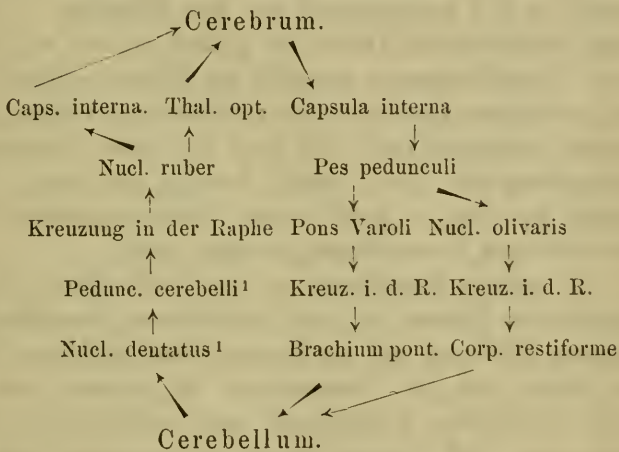 Cerebrum.
Caps. interna. Thal. opt. Capsula interna
Nucl. ruber Pes pedunculi
Kreuzung in der Raphe Pons Varoli Nucl. olivaris
Pedunc. cerebelli¹ Kreuz. i. d. R. Kreuz. i. d. R.
Nucl. dentatus¹ Brachium pont. Corp. restiforme
Cerebellum.